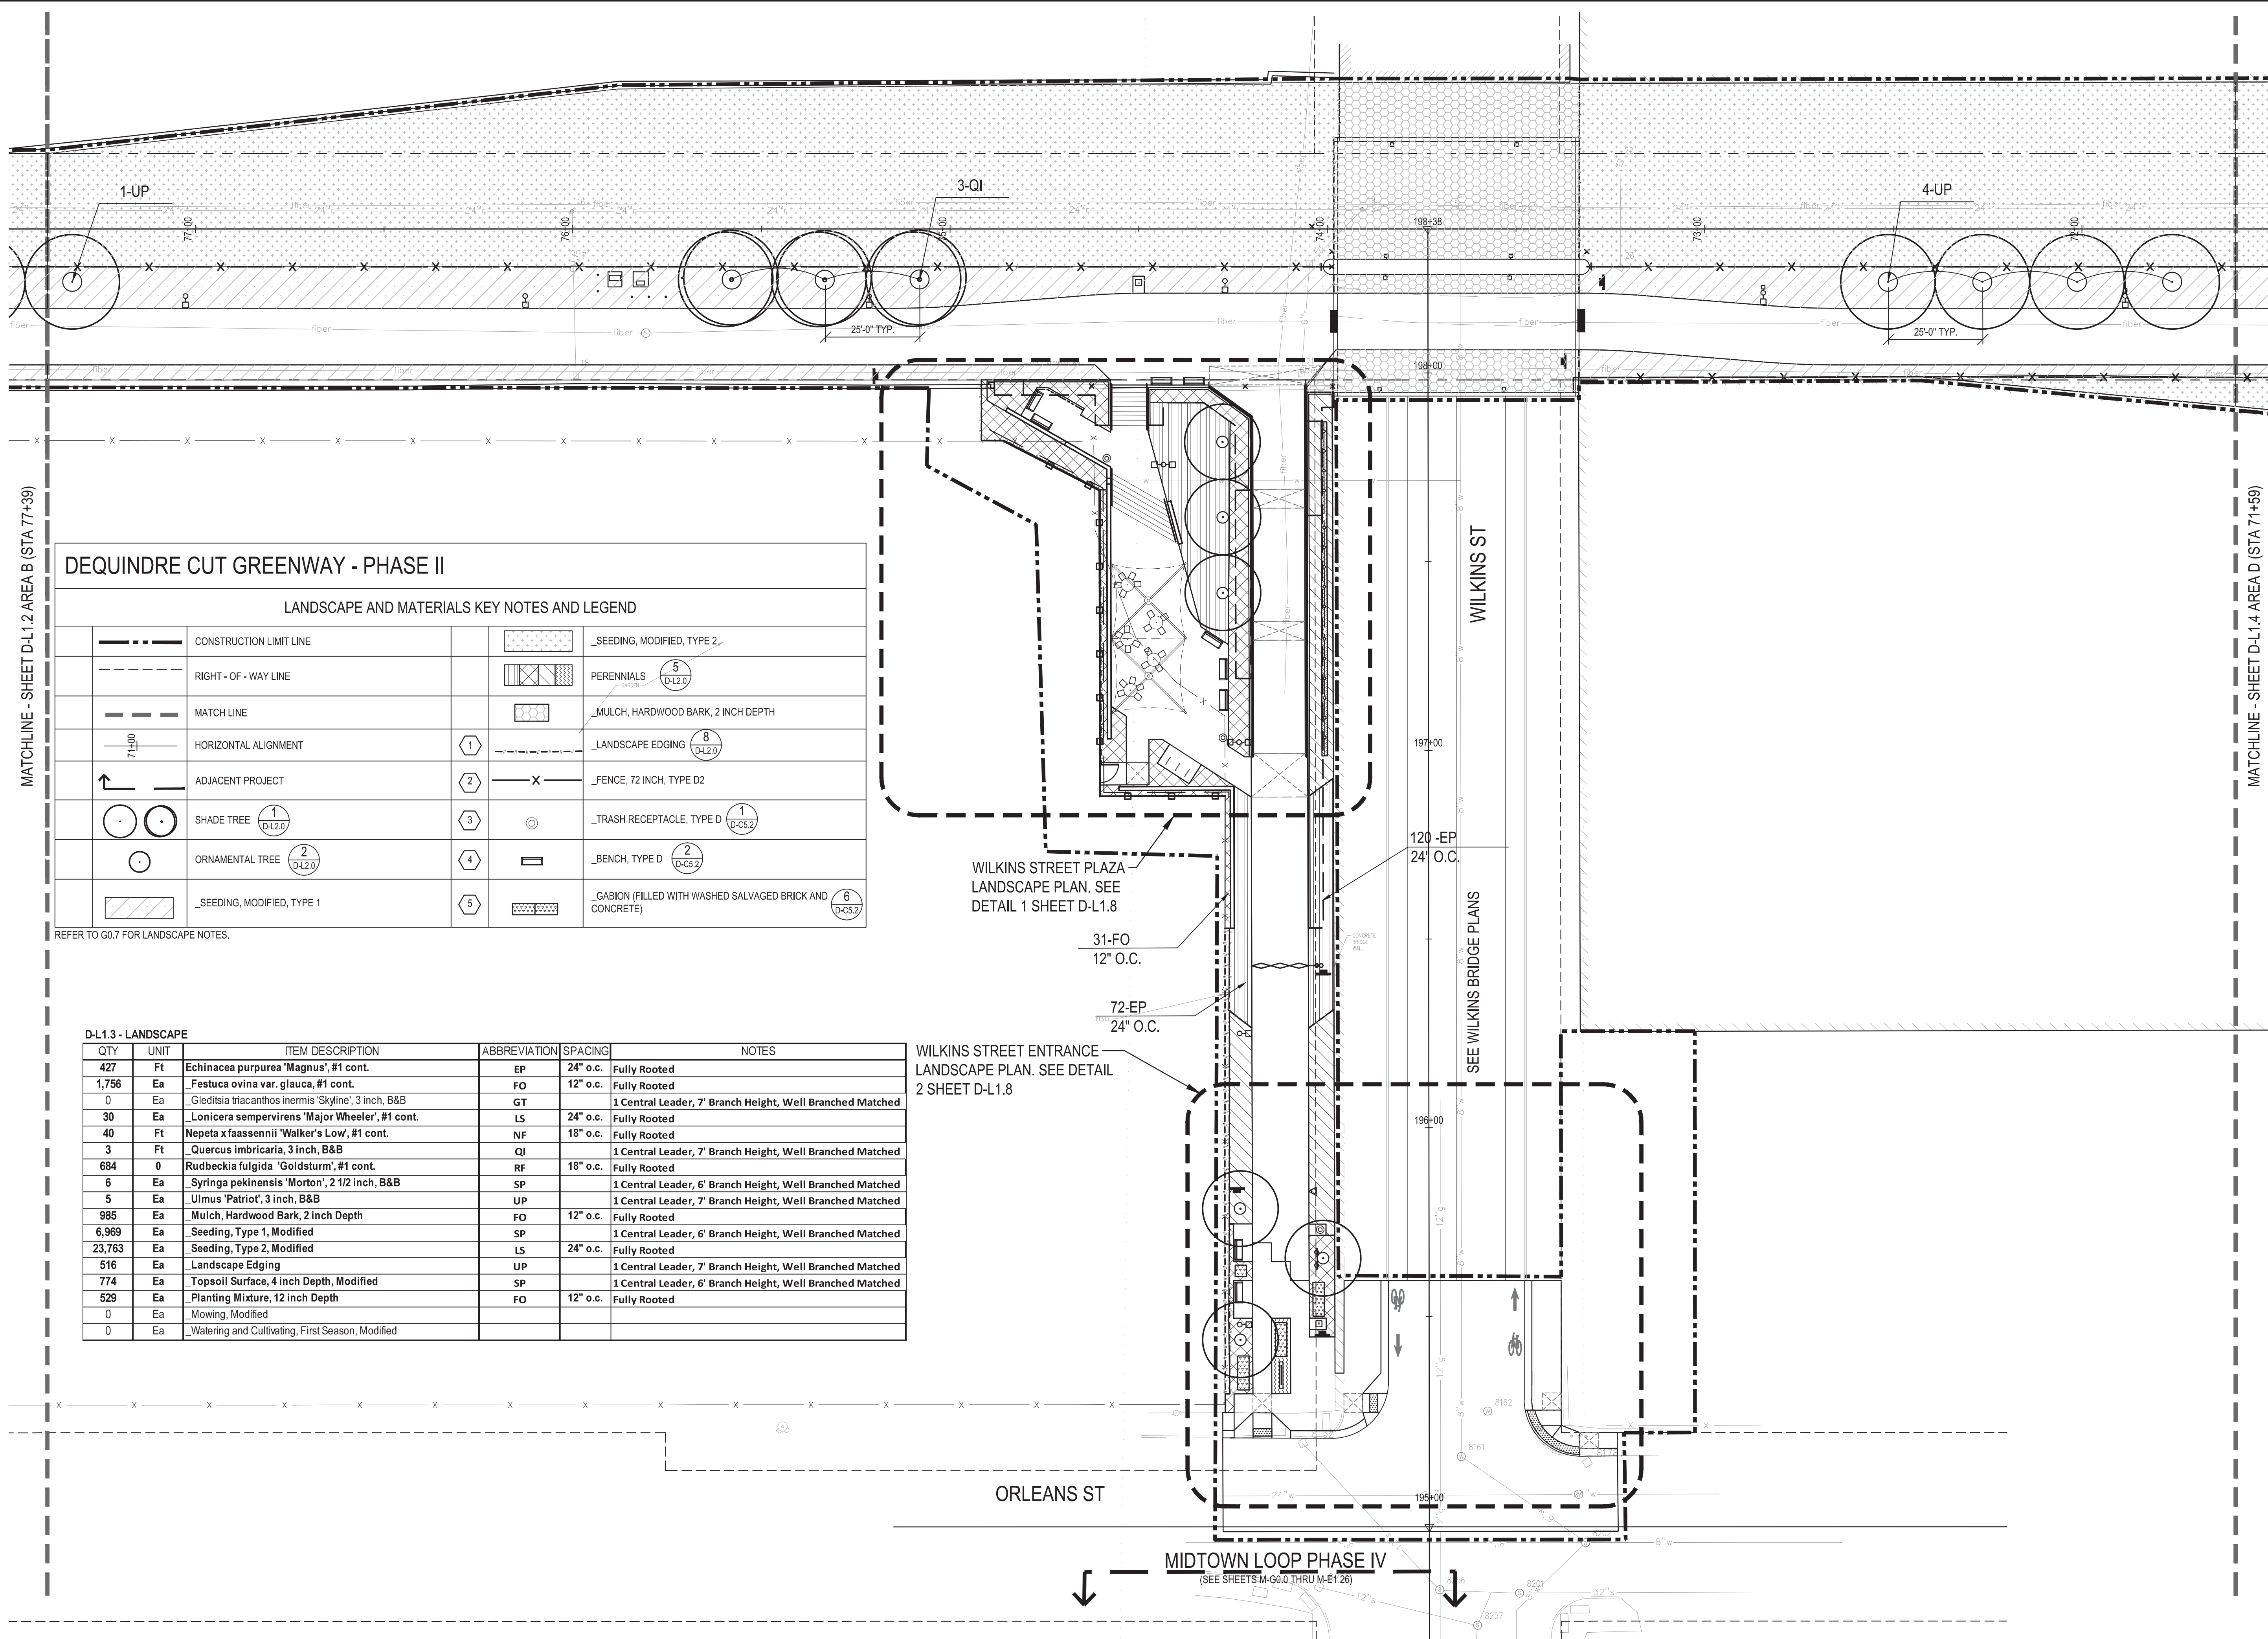 1-UP
3-QI
4-UP
24"r
fiber
77+00
76+00
75+00
74+00
73+00
72+00
198+38
25'-0" TYP.
25'-0" TYP.
198+00
MATCHLINE - SHEET D-L1.2 AREA B (STA 77+39)
MATCHLINE - SHEET D-L1.4 AREA D (STA 71+59)
DEQUINDRE CUT GREENWAY - PHASE II
LANDSCAPE AND MATERIALS KEY NOTES AND LEGEND
CONSTRUCTION LIMIT LINE
_SEEDING, MODIFIED, TYPE 2
RIGHT - OF - WAY LINE
PERENNIALS 5 D-L2.0
GARDEN
MATCH LINE
_MULCH, HARDWOOD BARK, 2 INCH DEPTH
71+00 HORIZONTAL ALIGNMENT
1 _LANDSCAPE EDGING 8 D-L2.0
ADJACENT PROJECT
2 X _FENCE, 72 INCH, TYPE D2
SHADE TREE 1 D-L2.0
3 _TRASH RECEPTACLE, TYPE D 1 D-C5.2
ORNAMENTAL TREE 2 D-L2.0
4 _BENCH, TYPE D 2 D-C5.2
_SEEDING, MODIFIED, TYPE 1
5 _GABION (FILLED WITH WASHED SALVAGED BRICK AND
CONCRETE) 6 D-C5.2
REFER TO G0.7 FOR LANDSCAPE NOTES.
WILKINS ST
197+00
120 -EP
24" O.C.
WILKINS STREET PLAZA
LANDSCAPE PLAN. SEE
DETAIL 1 SHEET D-L1.8
SEE WILKINS BRIDGE PLANS
CONCRETE
BRIDGE
WALL
31-FO
12" O.C.
72-EP
24" O.C.
WILKINS STREET ENTRANCE
LANDSCAPE PLAN. SEE DETAIL
2 SHEET D-L1.8
196+00
D-L1.3 - LANDSCAPE
QTY UNIT ITEM DESCRIPTION ABBREVIATION SPACING NOTES
427 Ft Echinacea purpurea 'Magnus', #1 cont. EP 24" o.c. Fully Rooted
1,756 Ea _Festuca ovina var. glauca, #1 cont. FO 12" o.c. Fully Rooted
0 Ea _Gleditsia triacanthos inermis 'Skyline', 3 inch, B&B GT 1 Central Leader, 7' Branch Height, Well Branched Matched
30 Ea _Lonicera sempervirens 'Major Wheeler', #1 cont. LS 24" o.c. Fully Rooted
40 Ft Nepeta x faassennii 'Walker's Low', #1 cont. NF 18" o.c. Fully Rooted
3 Ft _Quercus imbricaria, 3 inch, B&B QI 1 Central Leader, 7' Branch Height, Well Branched Matched
684 0 Rudbeckia fulgida 'Goldsturm', #1 cont. RF 18" o.c. Fully Rooted
6 Ea _Syringa pekinensis 'Morton', 2 1/2 inch, B&B SP 1 Central Leader, 6' Branch Height, Well Branched Matched
5 Ea _Ulmus 'Patriot', 3 inch, B&B UP 1 Central Leader, 7' Branch Height, Well Branched Matched
985 Ea _Mulch, Hardwood Bark, 2 inch Depth FO 12" o.c. Fully Rooted
6,969 Ea _Seeding, Type 1, Modified SP 1 Central Leader, 6' Branch Height, Well Branched Matched
23,763 Ea _Seeding, Type 2, Modified LS 24" o.c. Fully Rooted
516 Ea _Landscape Edging UP 1 Central Leader, 7' Branch Height, Well Branched Matched
774 Ea _Topsoil Surface, 4 inch Depth, Modified SP 1 Central Leader, 6' Branch Height, Well Branched Matched
529 Ea _Planting Mixture, 12 inch Depth FO 12" o.c. Fully Rooted
0 Ea _Mowing, Modified
0 Ea _Watering and Cultivating, First Season, Modified
12"g
8"w
8162
8161
24"w
195+00
ORLEANS ST
8202
8"w
MIDTOWN LOOP PHASE IV
(SEE SHEETS M-G0.0 THRU M-E1.26)
12"s
8201
32"s
8257